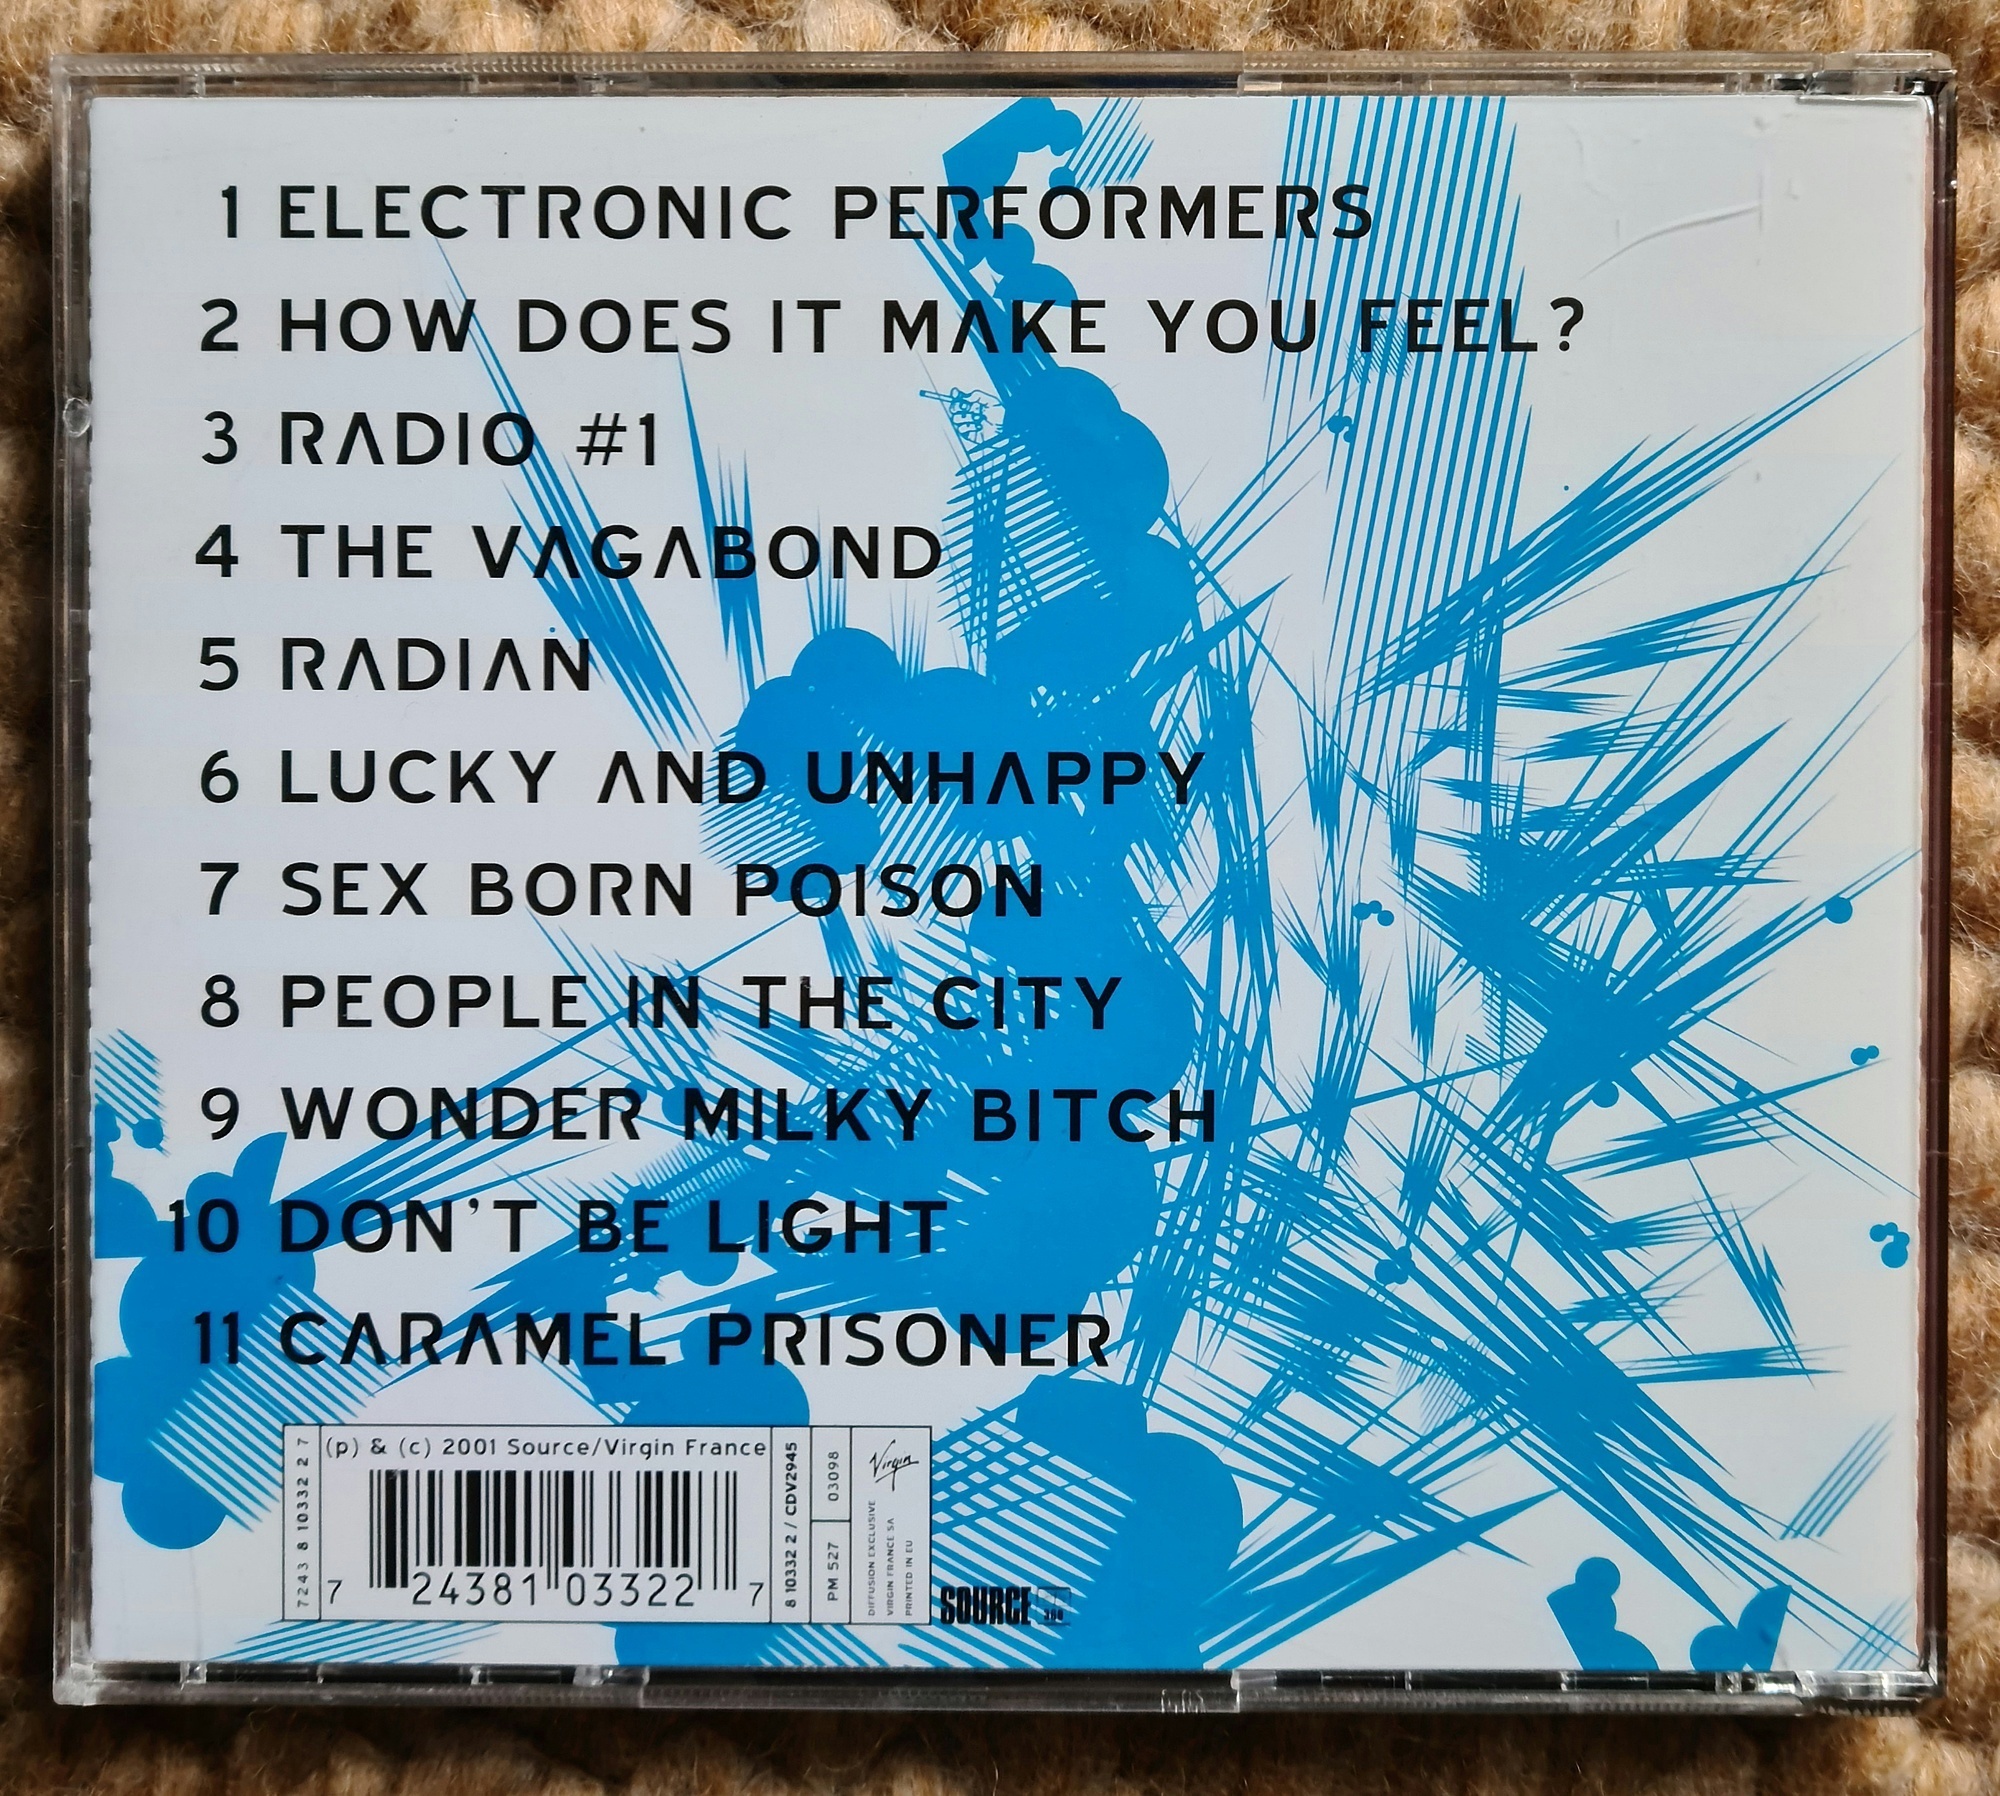 1 ELECTRONIC PERFORMERS
2 HOW DOES IT MAKE YOU FEEL?
3 RADIO #1
4 THE VAGABOND
5 RADIAN
6 LUCKY AND UNHAPPY
7 SEX BORN POISON
8 PEOPLE IN THE CITY
9 WONDER MILKY BITCH
10 DON'T BE LIGHT
11 CARAMEL PRISONER
7243 8 10332 2 7
(p) & (c) 2001 Source/Virgin France
7 24381 03322 7
8 10332 2 / CDV2945
03098
PM 527
Virgin
DIFFUSION EXCLUSIVE
VIRGIN FRANCE SA
PRINTED IN EU
SOURCE